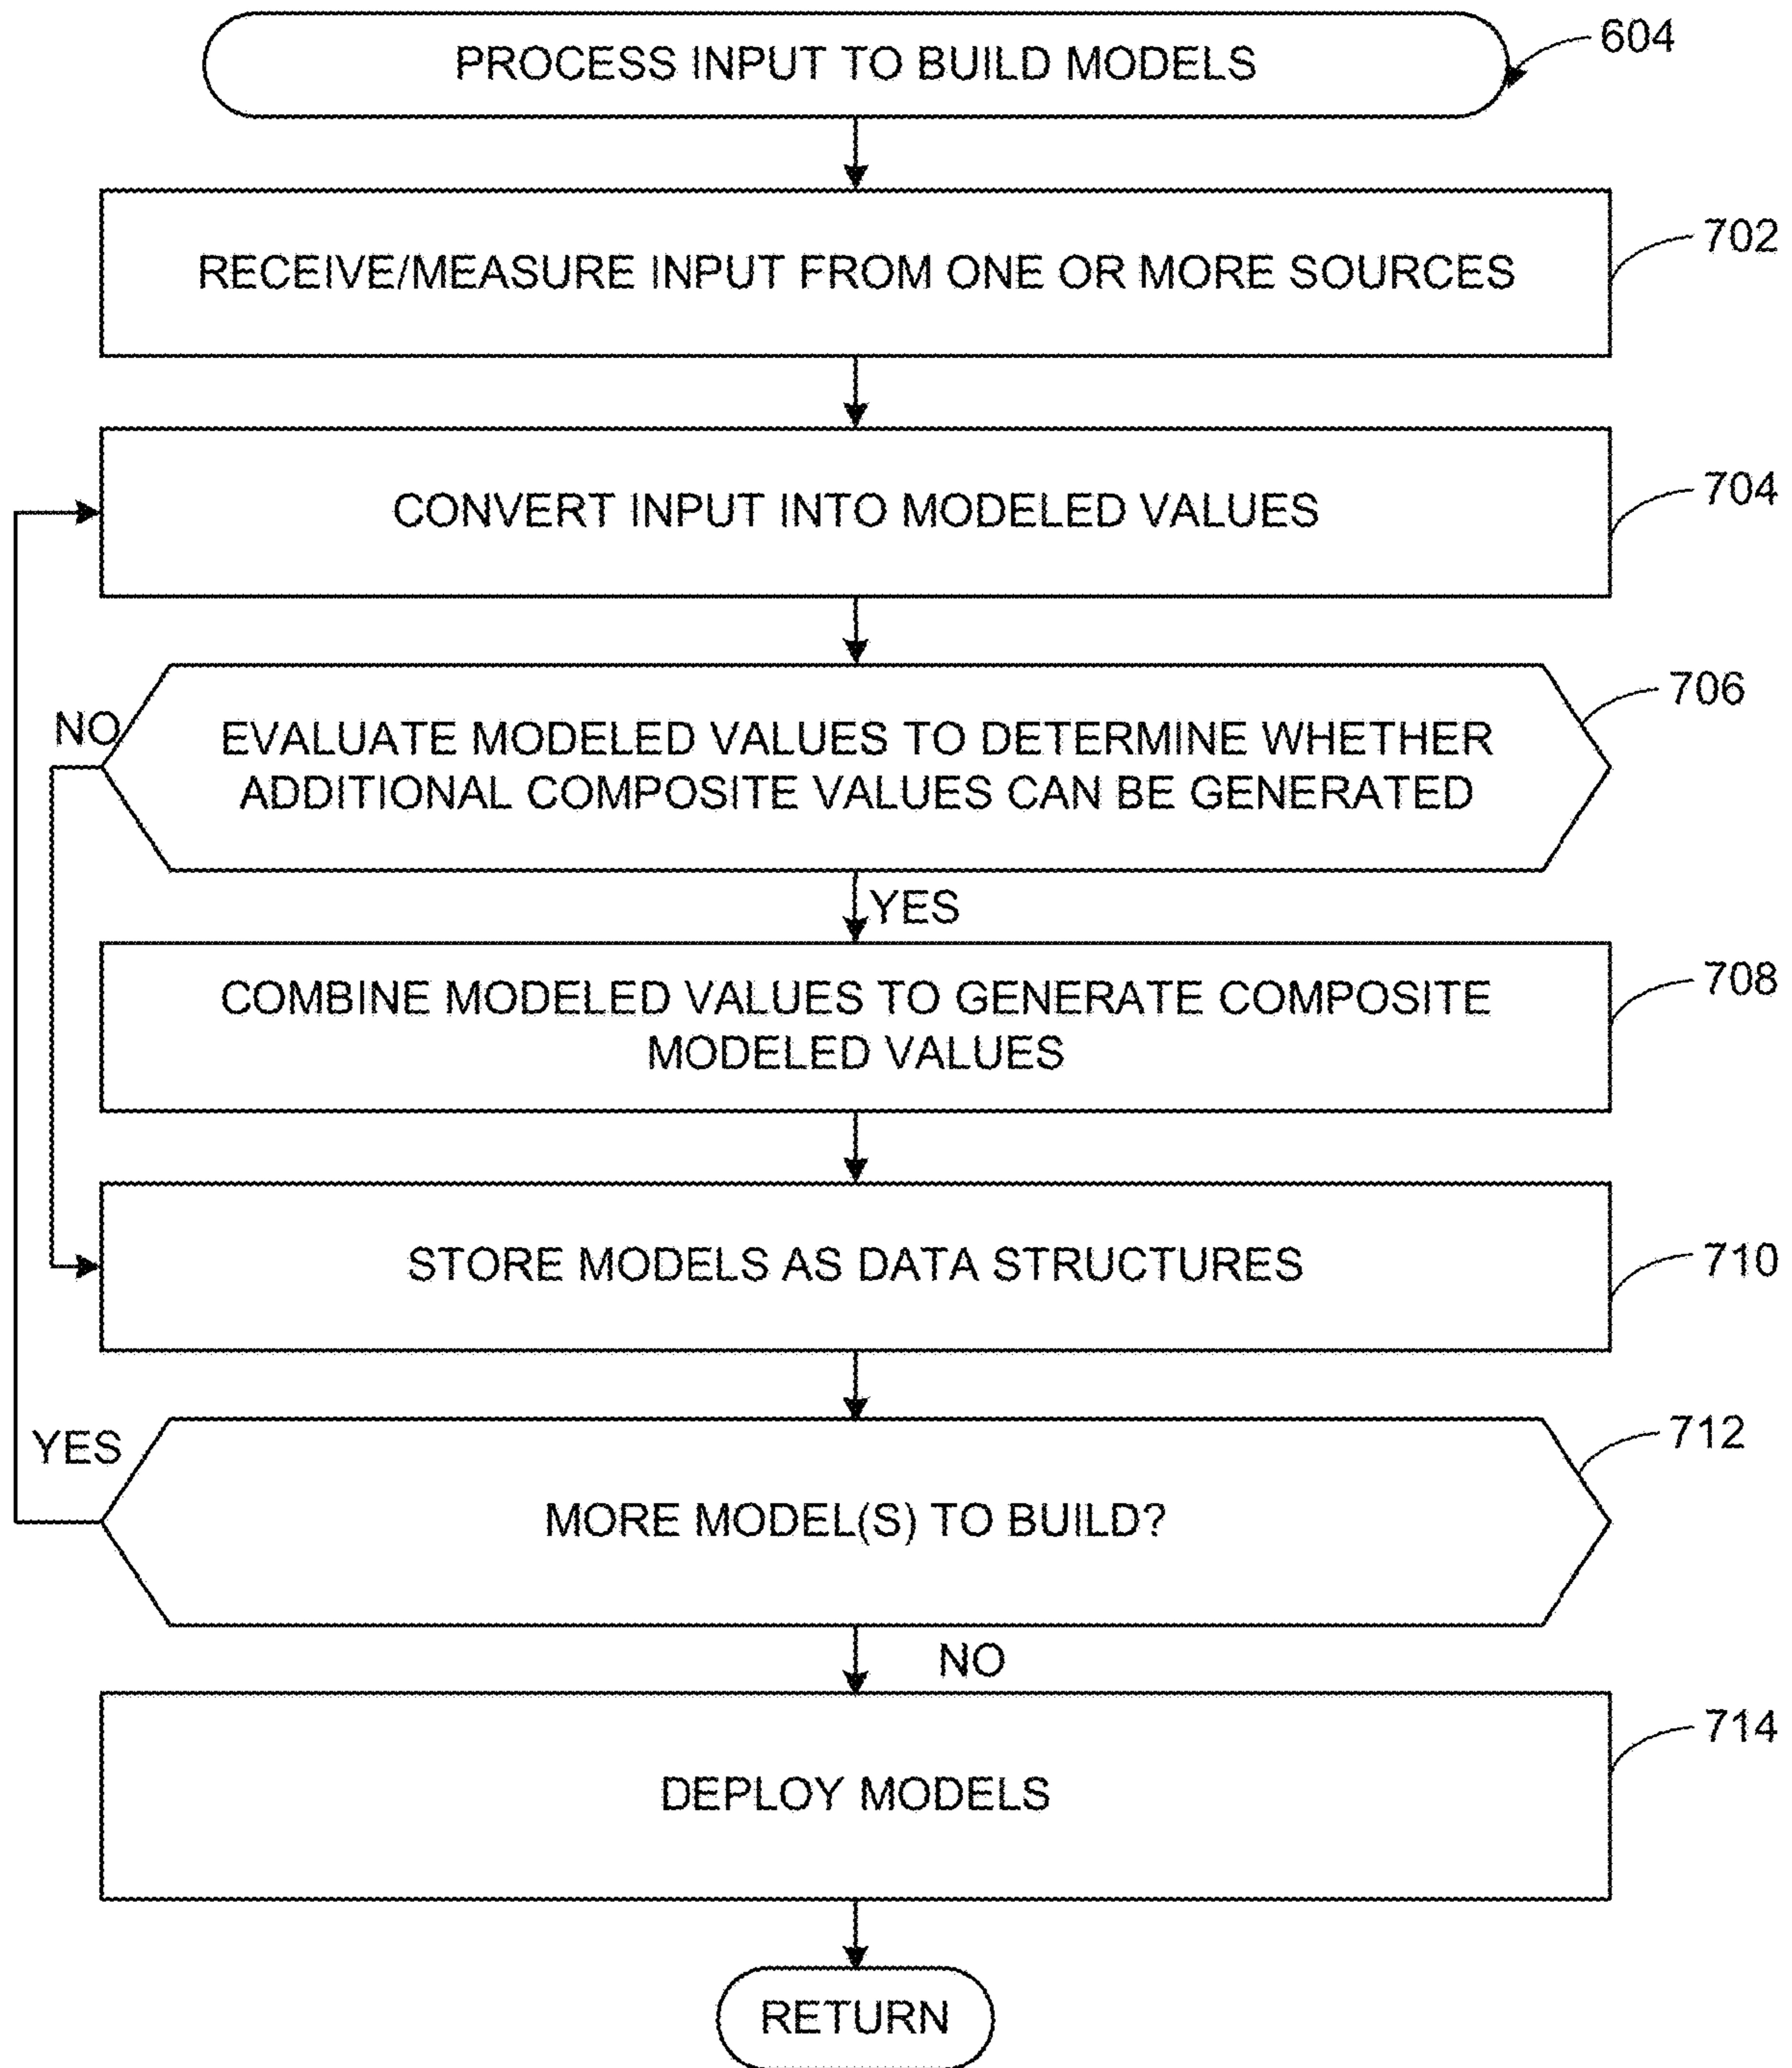 PROCESS INPUT TO BUILD MODELS
604
RECEIVE/MEASURE INPUT FROM ONE OR MORE SOURCES
702
CONVERT INPUT INTO MODELED VALUES
704
706
NO
EVALUATE MODELED VALUES TO DETERMINE WHETHER
ADDITIONAL COMPOSITE VALUES CAN BE GENERATED
YES
COMBINE MODELED VALUES TO GENERATE COMPOSITE
MODELED VALUES
708
STORE MODELS AS DATA STRUCTURES
710
712
YES
MORE MODEL(S) TO BUILD?
NO
714
DEPLOY MODELS
RETURN